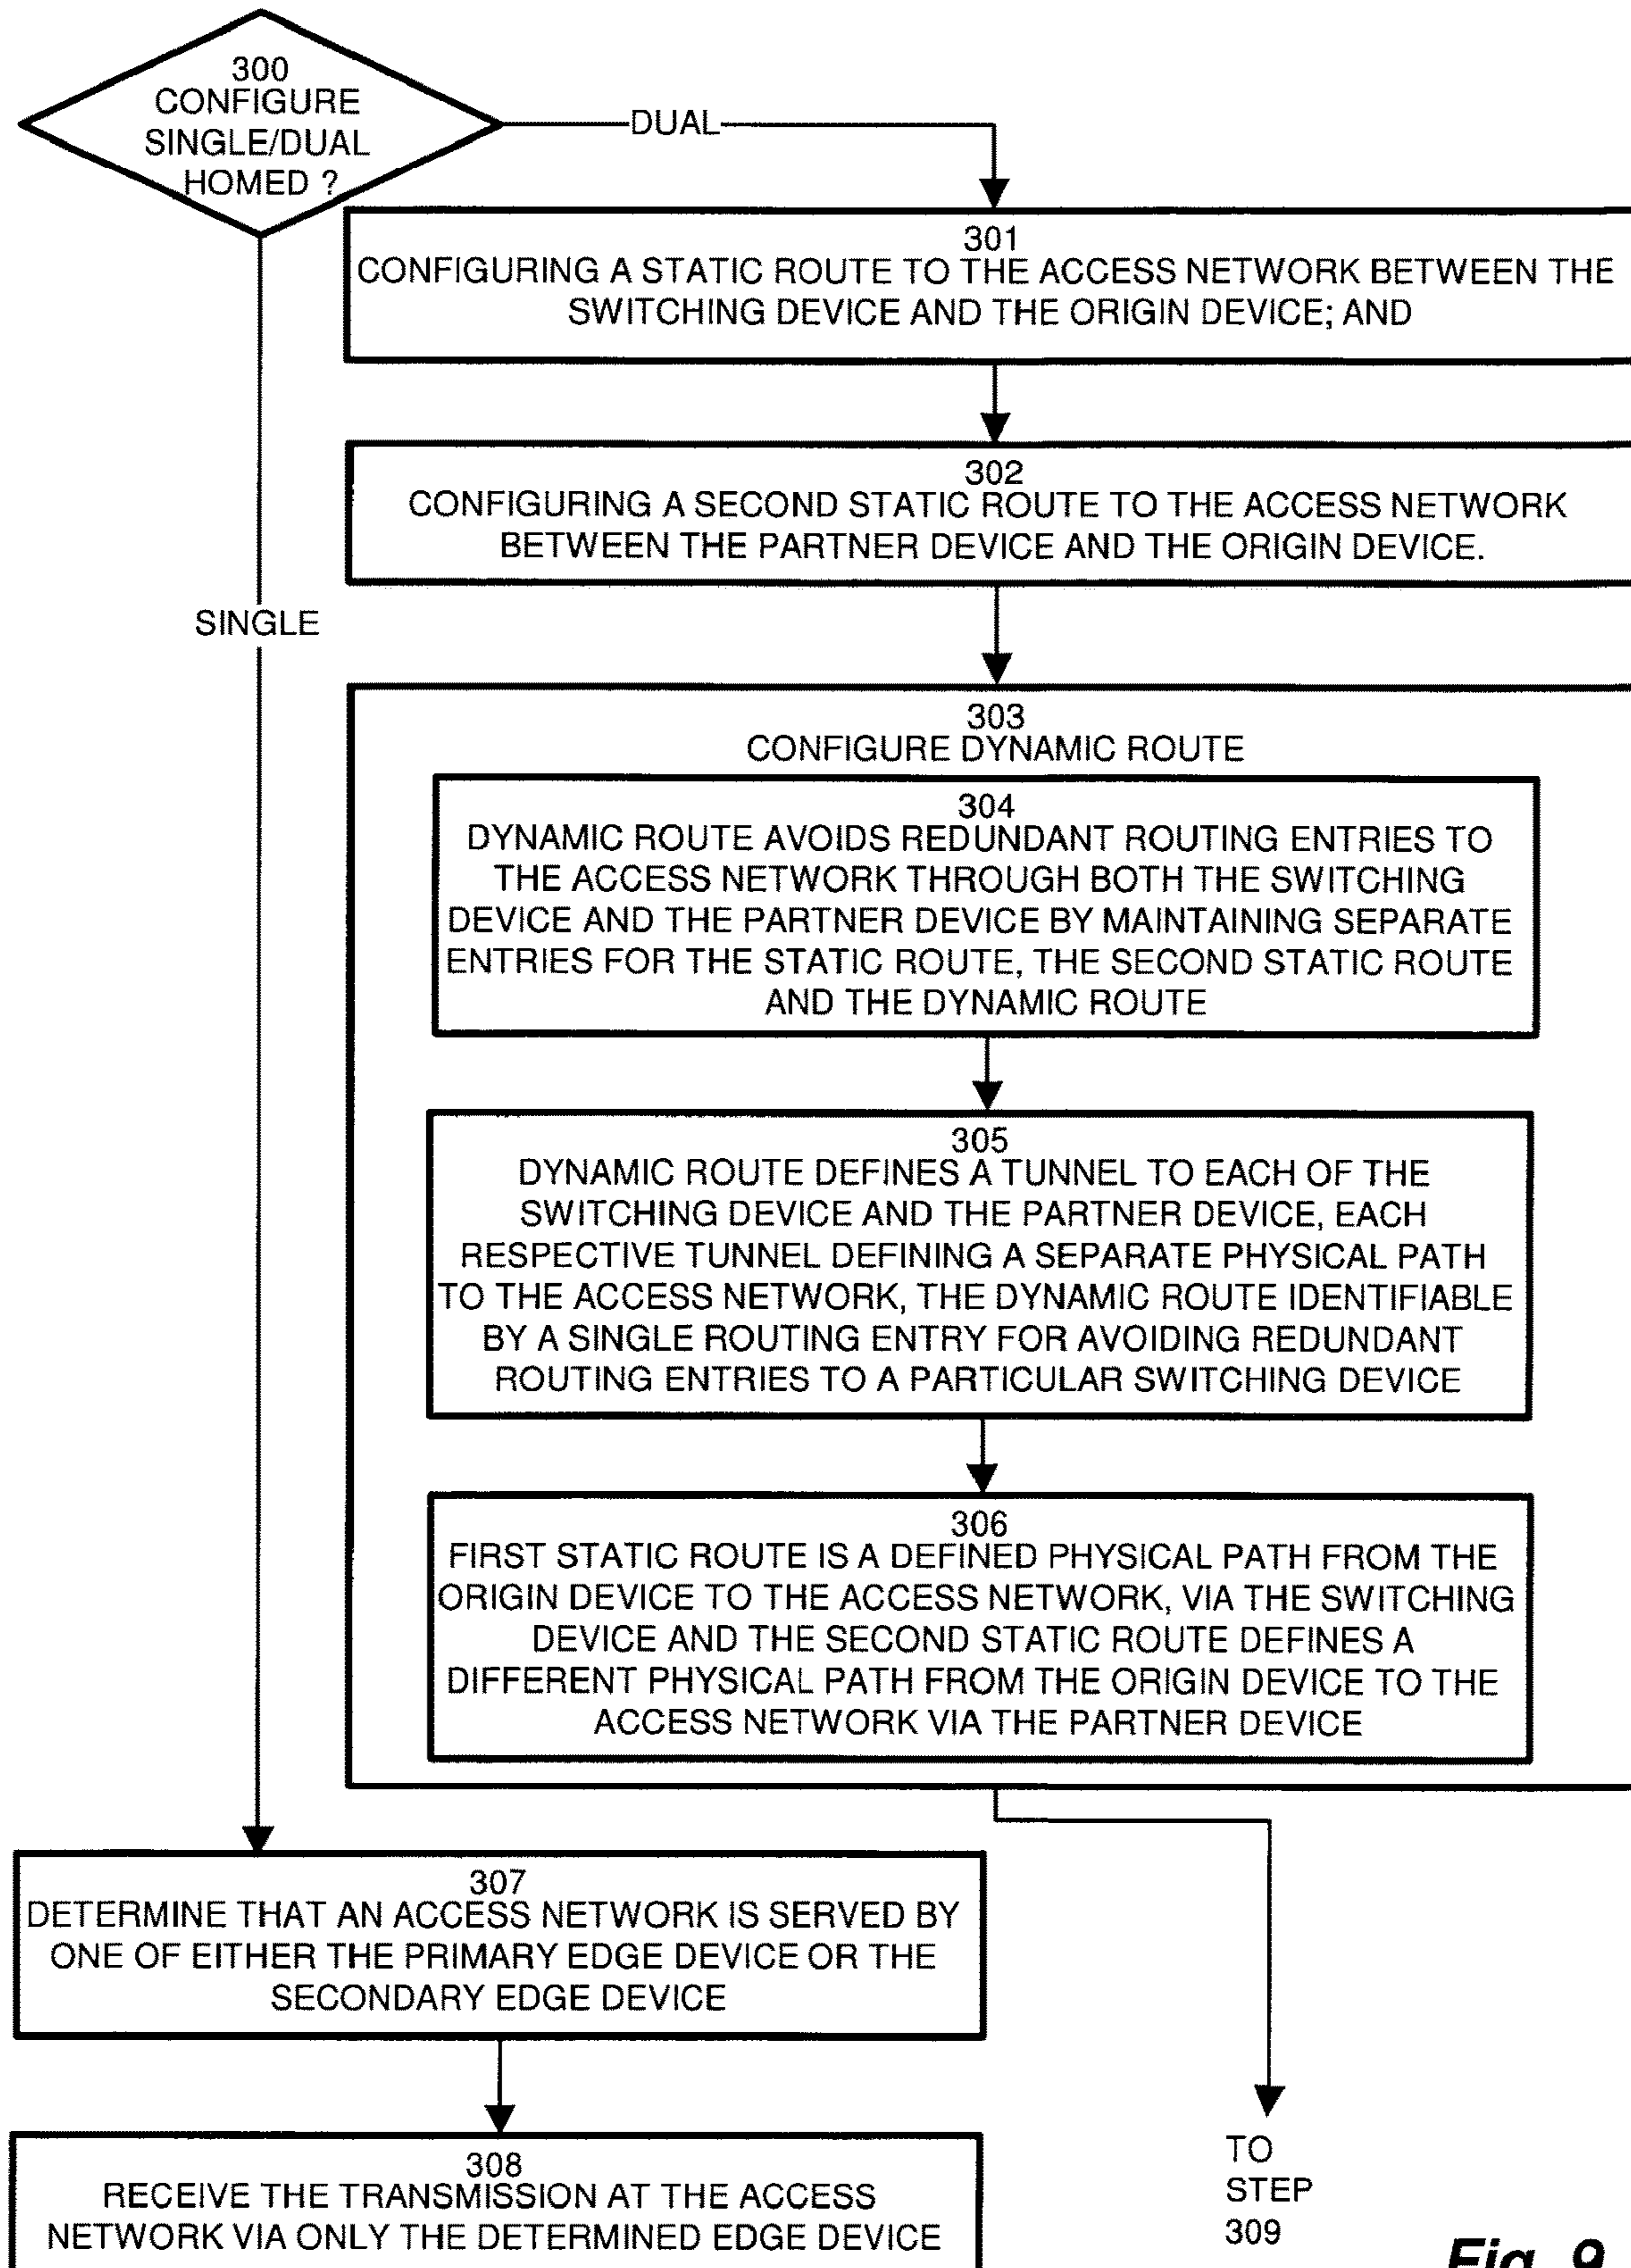 300
CONFIGURE
SINGLE/DUAL
HOMED ?
DUAL
301
CONFIGURING A STATIC ROUTE TO THE ACCESS NETWORK BETWEEN THE
SWITCHING DEVICE AND THE ORIGIN DEVICE; AND
302
CONFIGURING A SECOND STATIC ROUTE TO THE ACCESS NETWORK
BETWEEN THE PARTNER DEVICE AND THE ORIGIN DEVICE.
SINGLE
303
CONFIGURE DYNAMIC ROUTE
304
DYNAMIC ROUTE AVOIDS REDUNDANT ROUTING ENTRIES TO
THE ACCESS NETWORK THROUGH BOTH THE SWITCHING
DEVICE AND THE PARTNER DEVICE BY MAINTAINING SEPARATE
ENTRIES FOR THE STATIC ROUTE, THE SECOND STATIC ROUTE
AND THE DYNAMIC ROUTE
305
DYNAMIC ROUTE DEFINES A TUNNEL TO EACH OF THE
SWITCHING DEVICE AND THE PARTNER DEVICE, EACH
RESPECTIVE TUNNEL DEFINING A SEPARATE PHYSICAL PATH
TO THE ACCESS NETWORK, THE DYNAMIC ROUTE IDENTIFIABLE
BY A SINGLE ROUTING ENTRY FOR AVOIDING REDUNDANT
ROUTING ENTRIES TO A PARTICULAR SWITCHING DEVICE
306
FIRST STATIC ROUTE IS A DEFINED PHYSICAL PATH FROM THE
ORIGIN DEVICE TO THE ACCESS NETWORK, VIA THE SWITCHING
DEVICE AND THE SECOND STATIC ROUTE DEFINES A
DIFFERENT PHYSICAL PATH FROM THE ORIGIN DEVICE TO THE
ACCESS NETWORK VIA THE PARTNER DEVICE
307
DETERMINE THAT AN ACCESS NETWORK IS SERVED BY
ONE OF EITHER THE PRIMARY EDGE DEVICE OR THE
SECONDARY EDGE DEVICE
308
RECEIVE THE TRANSMISSION AT THE ACCESS
NETWORK VIA ONLY THE DETERMINED EDGE DEVICE
TO
STEP
309
Fig. 9